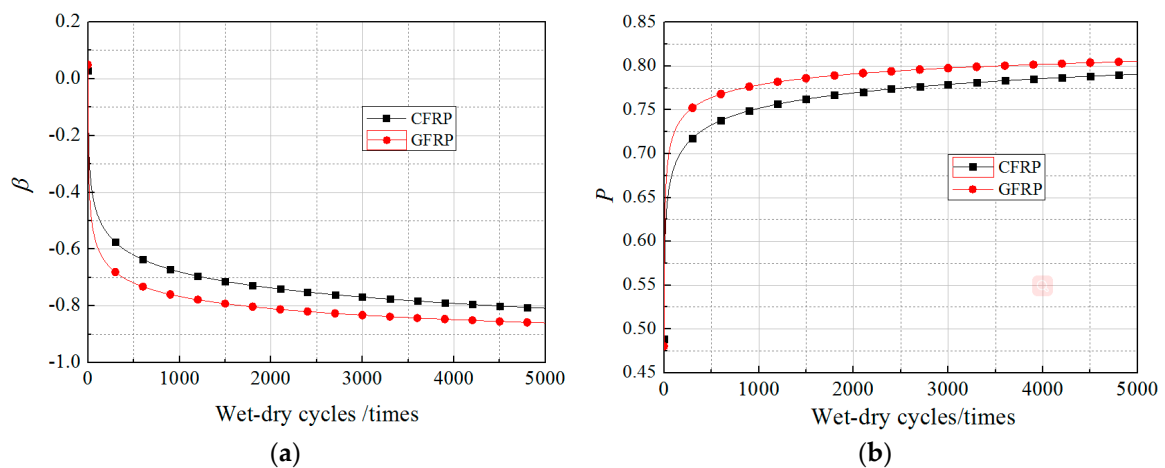 0.2
0.0
-0.2
-0.4
-0.6
-0.8
-1.0
β
CFRP
GFRP
0 1000 2000 3000 4000 5000
Wet-dry cycles /times
(a)
0.85
0.80
0.75
0.70
0.65
0.60
0.55
0.50
0.45
P
CFRP
GFRP
0 1000 2000 3000 4000 5000
Wet-dry cycles/times
(b)